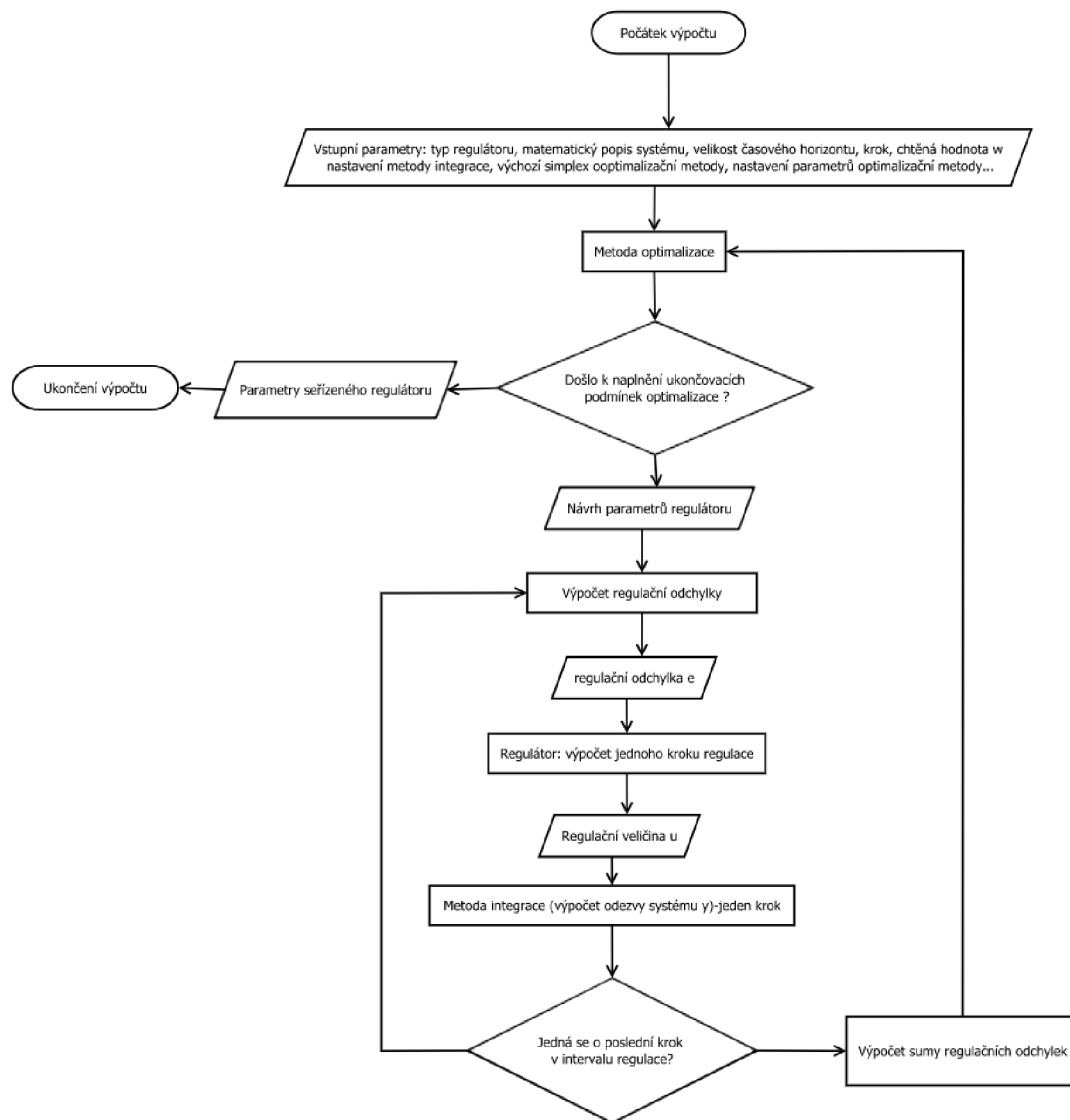 Počátek výpočtu
Vstupní parametry: typ regulátoru, matematický popis systému, velikost časového horizontu, krok, chtěná hodnota w
nastavení metody integrace, výchozí simplex ooptimalizační metody, nastavení parametrů optimalizační metody...
Metoda optimalizace
Došlo k naplnění ukončovacích
podmínek optimalizace ?
Parametry seřízeného regulátoru
Ukončení výpočtu
Návrh parametrů regulátoru
Výpočet regulační odchylky
regulační odchylka e
Regulátor: výpočet jednoho kroku regulace
Regulační veličina u
Metoda integrace (výpočet odezvy systému y)-jeden krok
Jedná se o poslední krok
v intervalu regulace?
Výpočet sumy regulačních odchylek